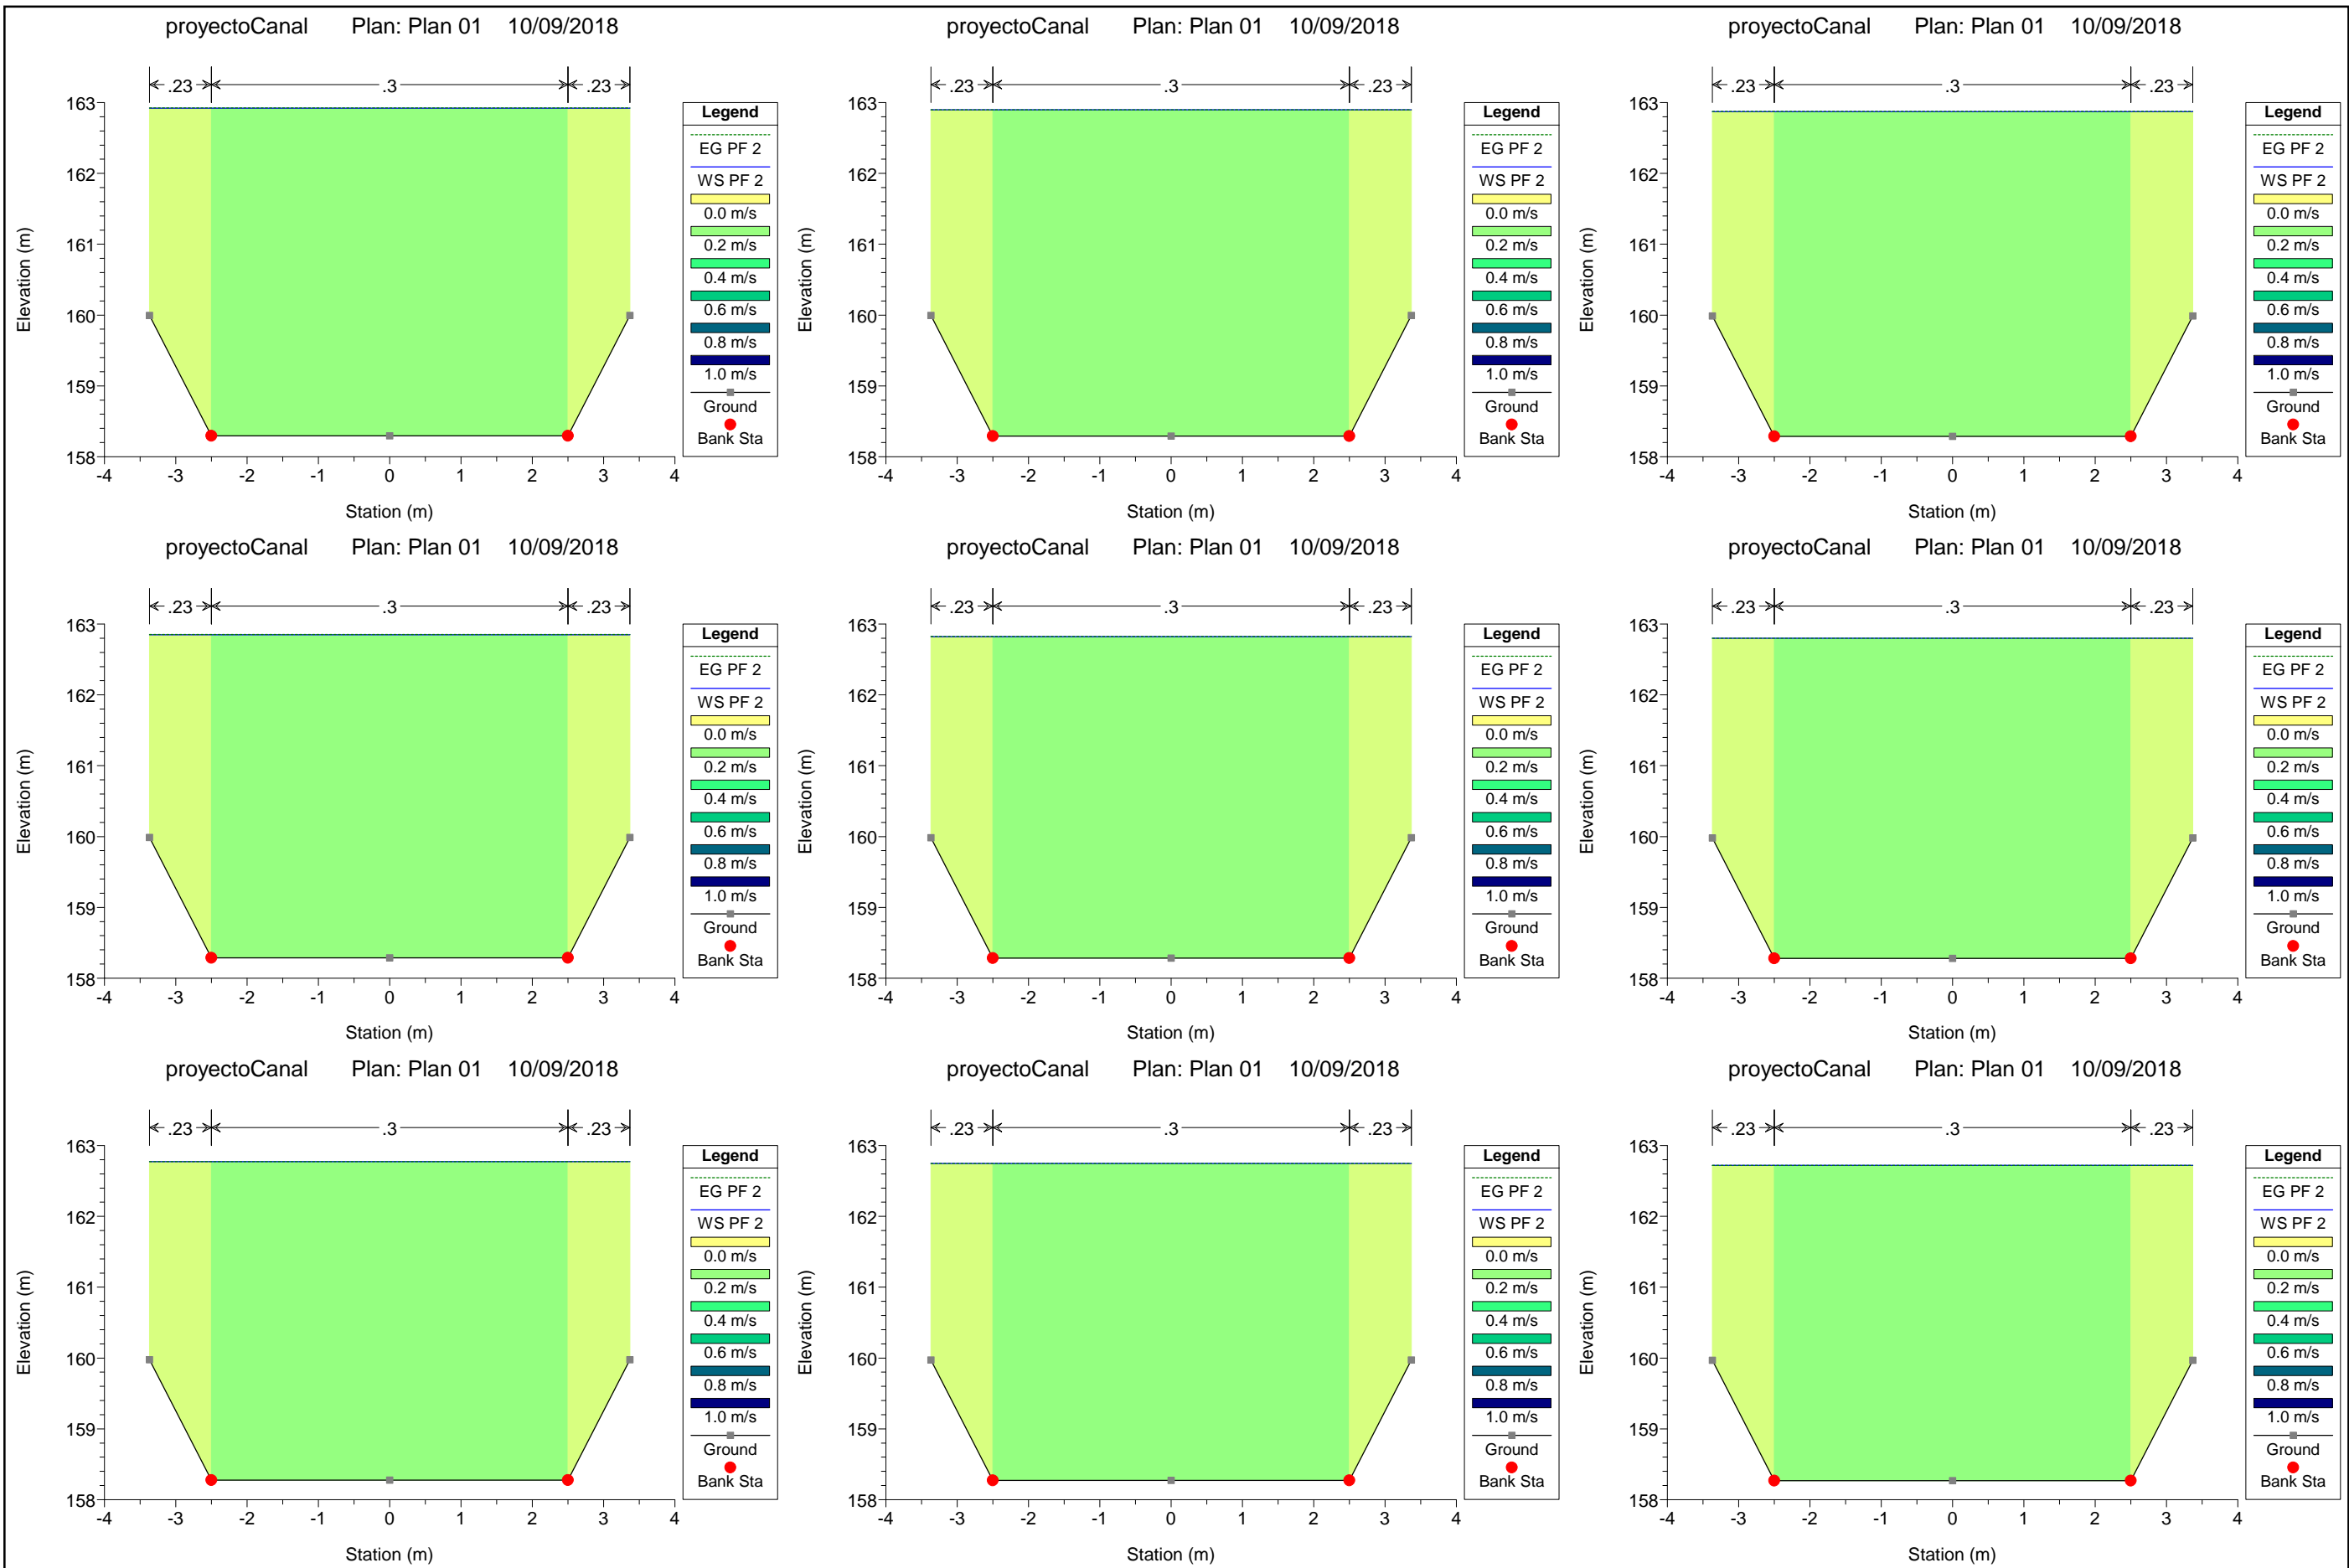 proyectoCanal Plan: Plan 01 10/09/2018
.23 .3 .23
163
162
161
160
159
158
Elevation (m)
-4 -3 -2 -1 0 1 2 3 4
Station (m)
Legend
EG PF 2
WS PF 2
0.0 m/s
0.2 m/s
0.4 m/s
0.6 m/s
0.8 m/s
1.0 m/s
Ground
Bank Sta
proyectoCanal Plan: Plan 01 10/09/2018
.23 .3 .23
163
162
161
160
159
158
Elevation (m)
-4 -3 -2 -1 0 1 2 3 4
Station (m)
Legend
EG PF 2
WS PF 2
0.0 m/s
0.2 m/s
0.4 m/s
0.6 m/s
0.8 m/s
1.0 m/s
Ground
Bank Sta
proyectoCanal Plan: Plan 01 10/09/2018
.23 .3 .23
163
162
161
160
159
158
Elevation (m)
-4 -3 -2 -1 0 1 2 3 4
Station (m)
Legend
EG PF 2
WS PF 2
0.0 m/s
0.2 m/s
0.4 m/s
0.6 m/s
0.8 m/s
1.0 m/s
Ground
Bank Sta
proyectoCanal Plan: Plan 01 10/09/2018
.23 .3 .23
163
162
161
160
159
158
Elevation (m)
-4 -3 -2 -1 0 1 2 3 4
Station (m)
Legend
EG PF 2
WS PF 2
0.0 m/s
0.2 m/s
0.4 m/s
0.6 m/s
0.8 m/s
1.0 m/s
Ground
Bank Sta
proyectoCanal Plan: Plan 01 10/09/2018
.23 .3 .23
163
162
161
160
159
158
Elevation (m)
-4 -3 -2 -1 0 1 2 3 4
Station (m)
Legend
EG PF 2
WS PF 2
0.0 m/s
0.2 m/s
0.4 m/s
0.6 m/s
0.8 m/s
1.0 m/s
Ground
Bank Sta
proyectoCanal Plan: Plan 01 10/09/2018
.23 .3 .23
163
162
161
160
159
158
Elevation (m)
-4 -3 -2 -1 0 1 2 3 4
Station (m)
Legend
EG PF 2
WS PF 2
0.0 m/s
0.2 m/s
0.4 m/s
0.6 m/s
0.8 m/s
1.0 m/s
Ground
Bank Sta
proyectoCanal Plan: Plan 01 10/09/2018
.23 .3 .23
163
162
161
160
159
158
Elevation (m)
-4 -3 -2 -1 0 1 2 3 4
Station (m)
Legend
EG PF 2
WS PF 2
0.0 m/s
0.2 m/s
0.4 m/s
0.6 m/s
0.8 m/s
1.0 m/s
Ground
Bank Sta
proyectoCanal Plan: Plan 01 10/09/2018
.23 .3 .23
163
162
161
160
159
158
Elevation (m)
-4 -3 -2 -1 0 1 2 3 4
Station (m)
Legend
EG PF 2
WS PF 2
0.0 m/s
0.2 m/s
0.4 m/s
0.6 m/s
0.8 m/s
1.0 m/s
Ground
Bank Sta
proyectoCanal Plan: Plan 01 10/09/2018
.23 .3 .23
163
162
161
160
159
158
Elevation (m)
-4 -3 -2 -1 0 1 2 3 4
Station (m)
Legend
EG PF 2
WS PF 2
0.0 m/s
0.2 m/s
0.4 m/s
0.6 m/s
0.8 m/s
1.0 m/s
Ground
Bank Sta